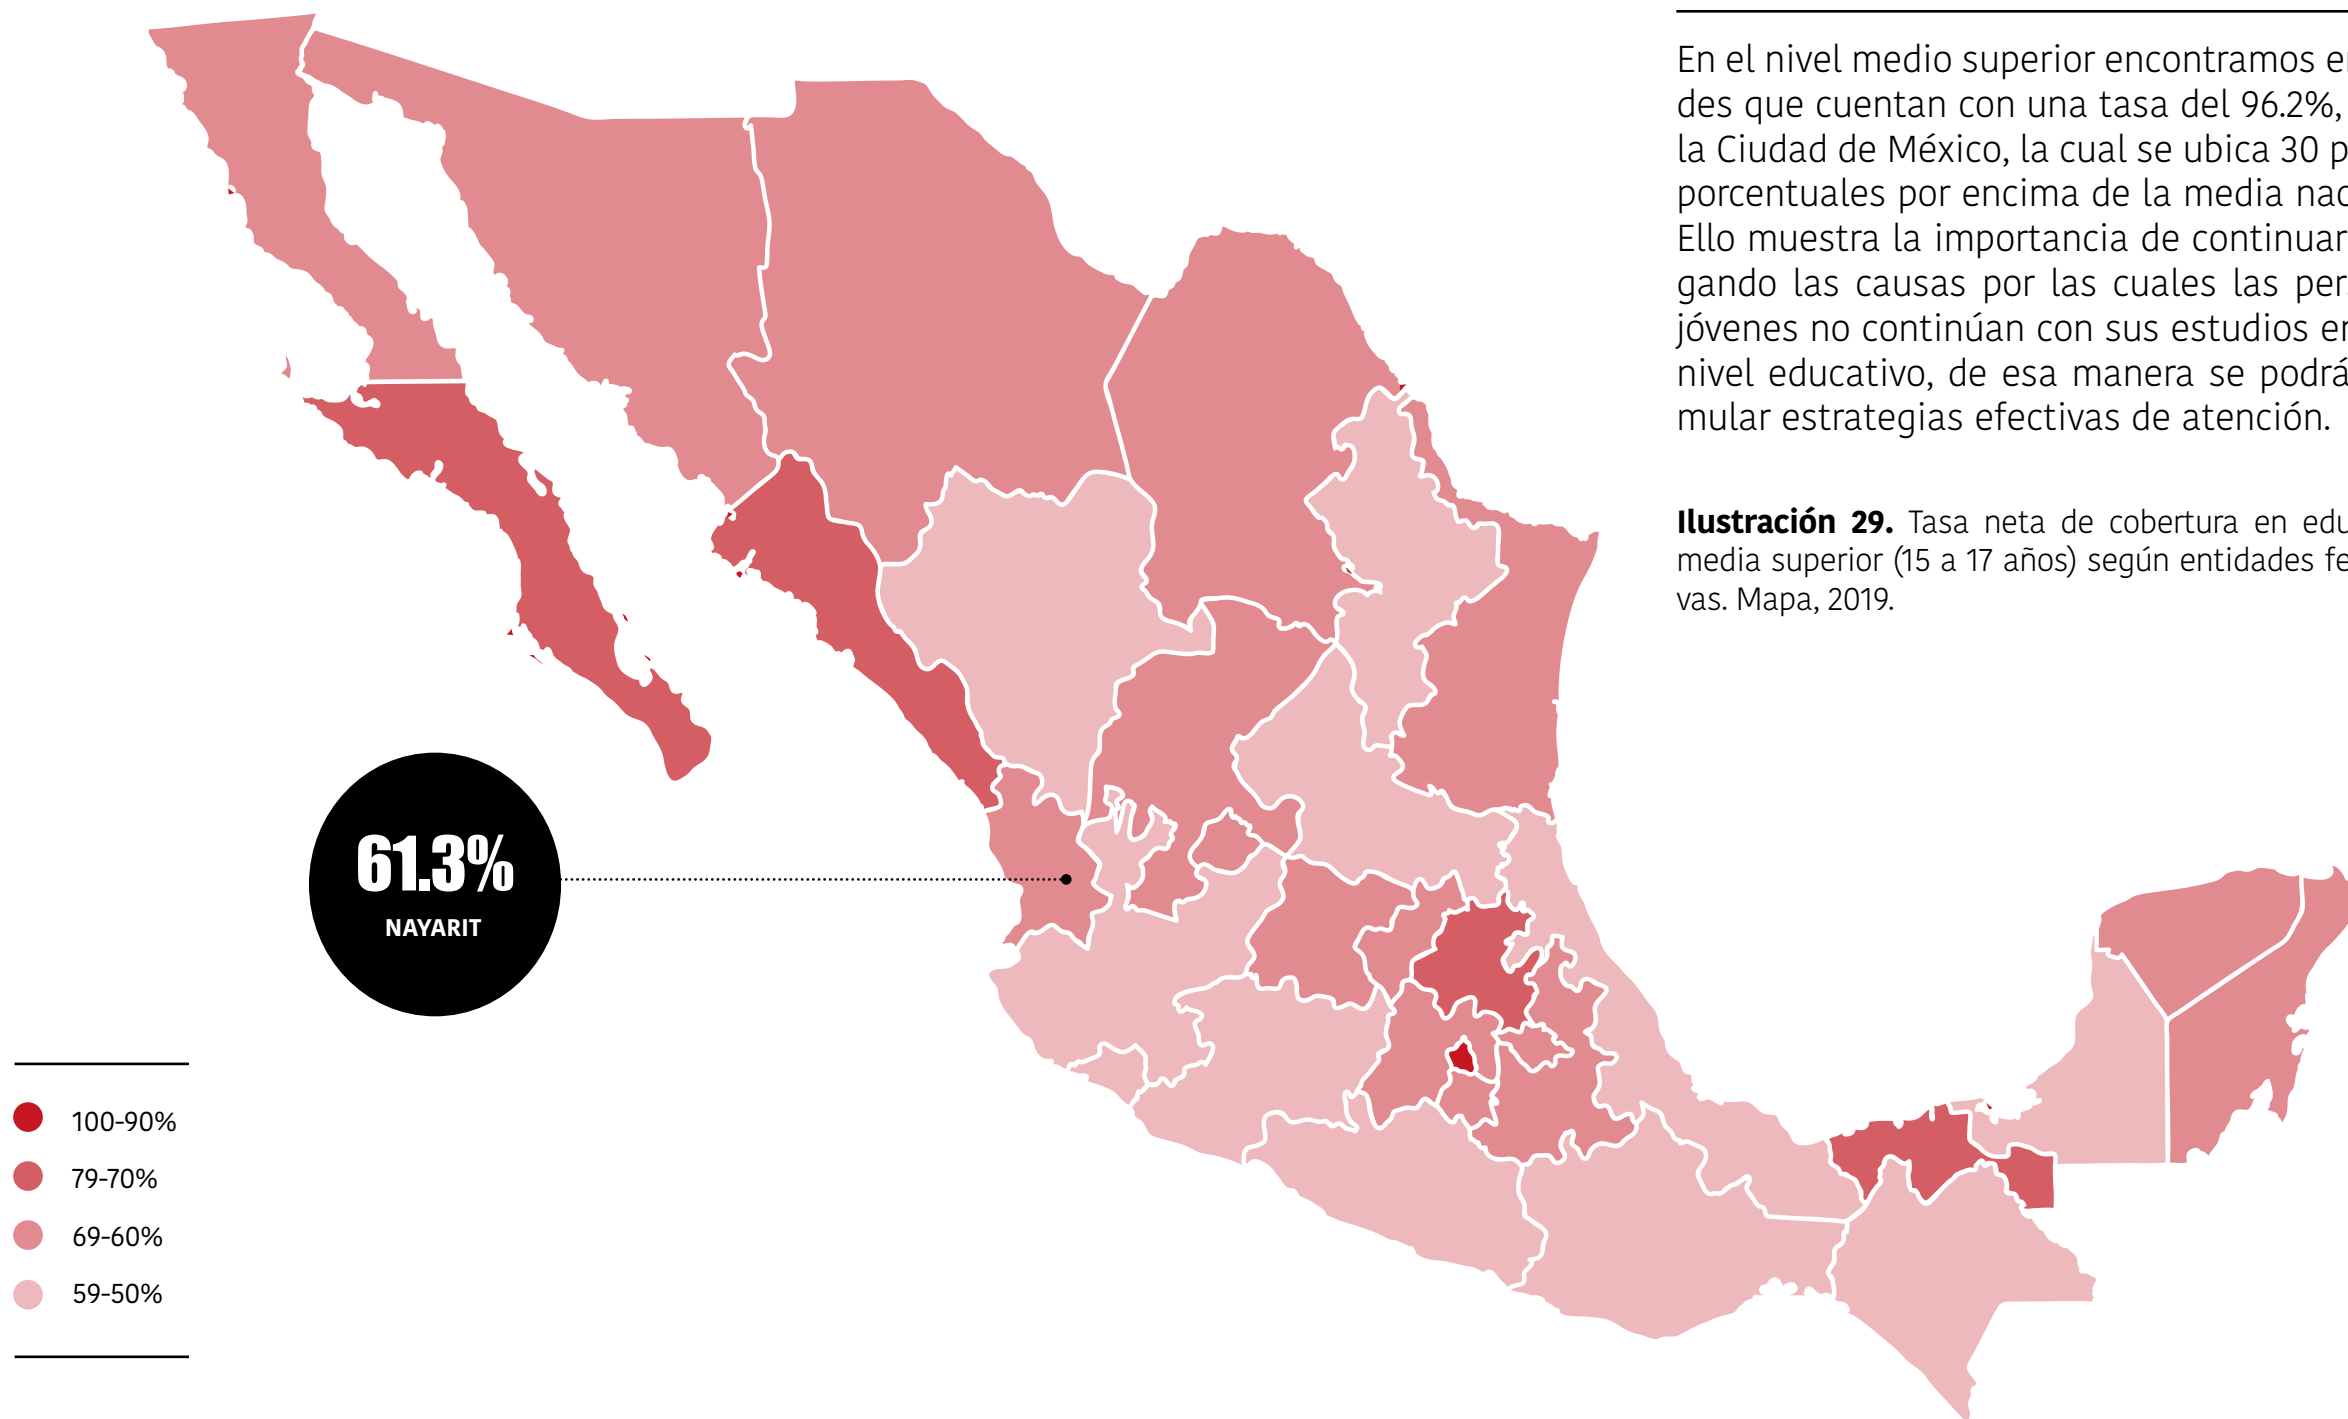 En el nivel medio superior encontramos
des que cuentan con una tasa del 96.2%,
la Ciudad de México, la cual se ubica 30
porcentuales por encima de la media
Ello muestra la importancia de continuar
gando las causas por las cuales las
jóvenes no continúan con sus estudios
nivel educativo, de esa manera se podrá
mular estrategias efectivas de atención.
Ilustración 29. Tasa neta de cobertura en
media superior (15 a 17 años) según entidades
vas. Mapa, 2019.
61.3%
NAYARIT
100-90%
79-70%
69-60%
59-50%